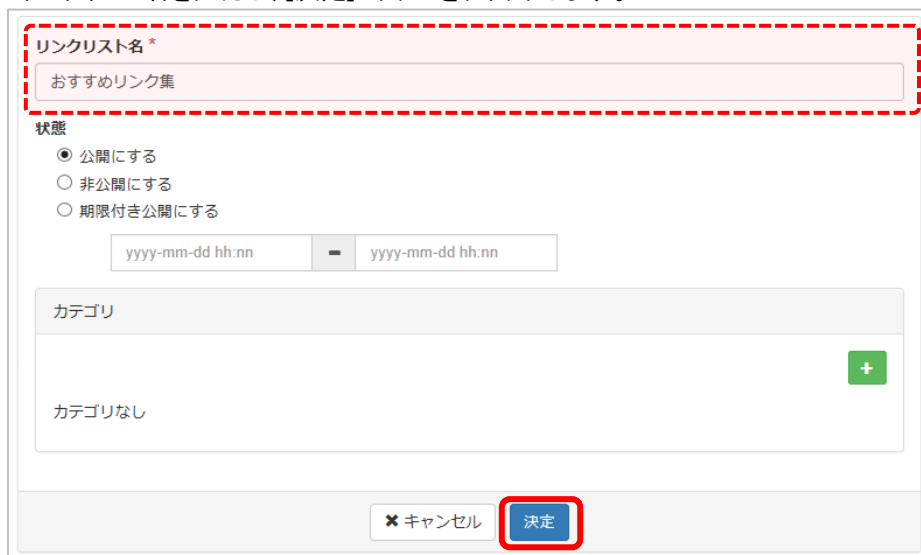 リンクリスト名 *
おすすめリンク集
状態
公開にする
非公開にする
期限付き公開にする
yyyy-mm-dd hh:nn - yyyy-mm-dd hh:nn
カテゴリ
+
カテゴリなし
✖ キャンセル 決定